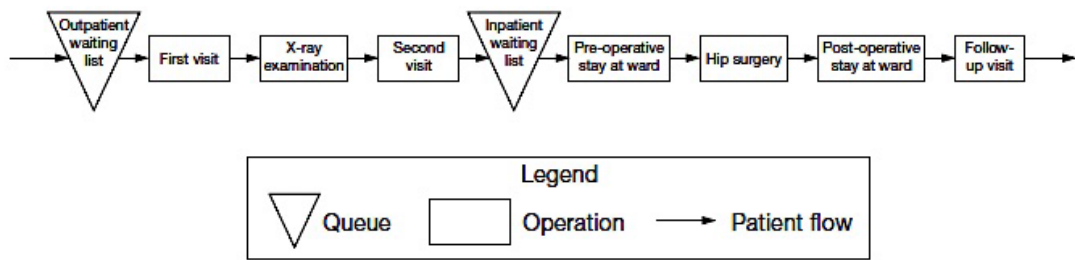 Outpatient
waiting
list
First visit
X-ray
examination
Second
visit
Inpatient
waiting
list
Pre-operative
stay at ward
Hip surgery
Post-operative
stay at ward
Follow-
up visit
Legend
Queue
Operation
Patient flow